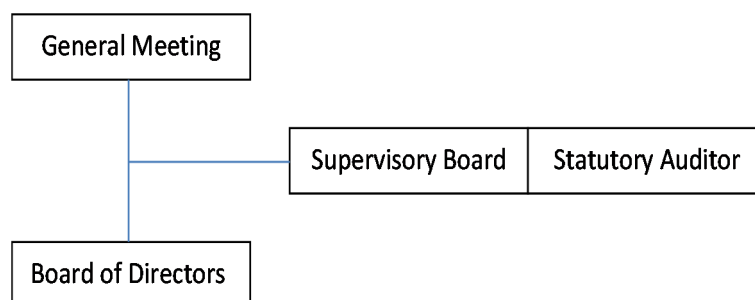 General Meeting
Supervisory Board
Statutory Auditor
Board of Directors